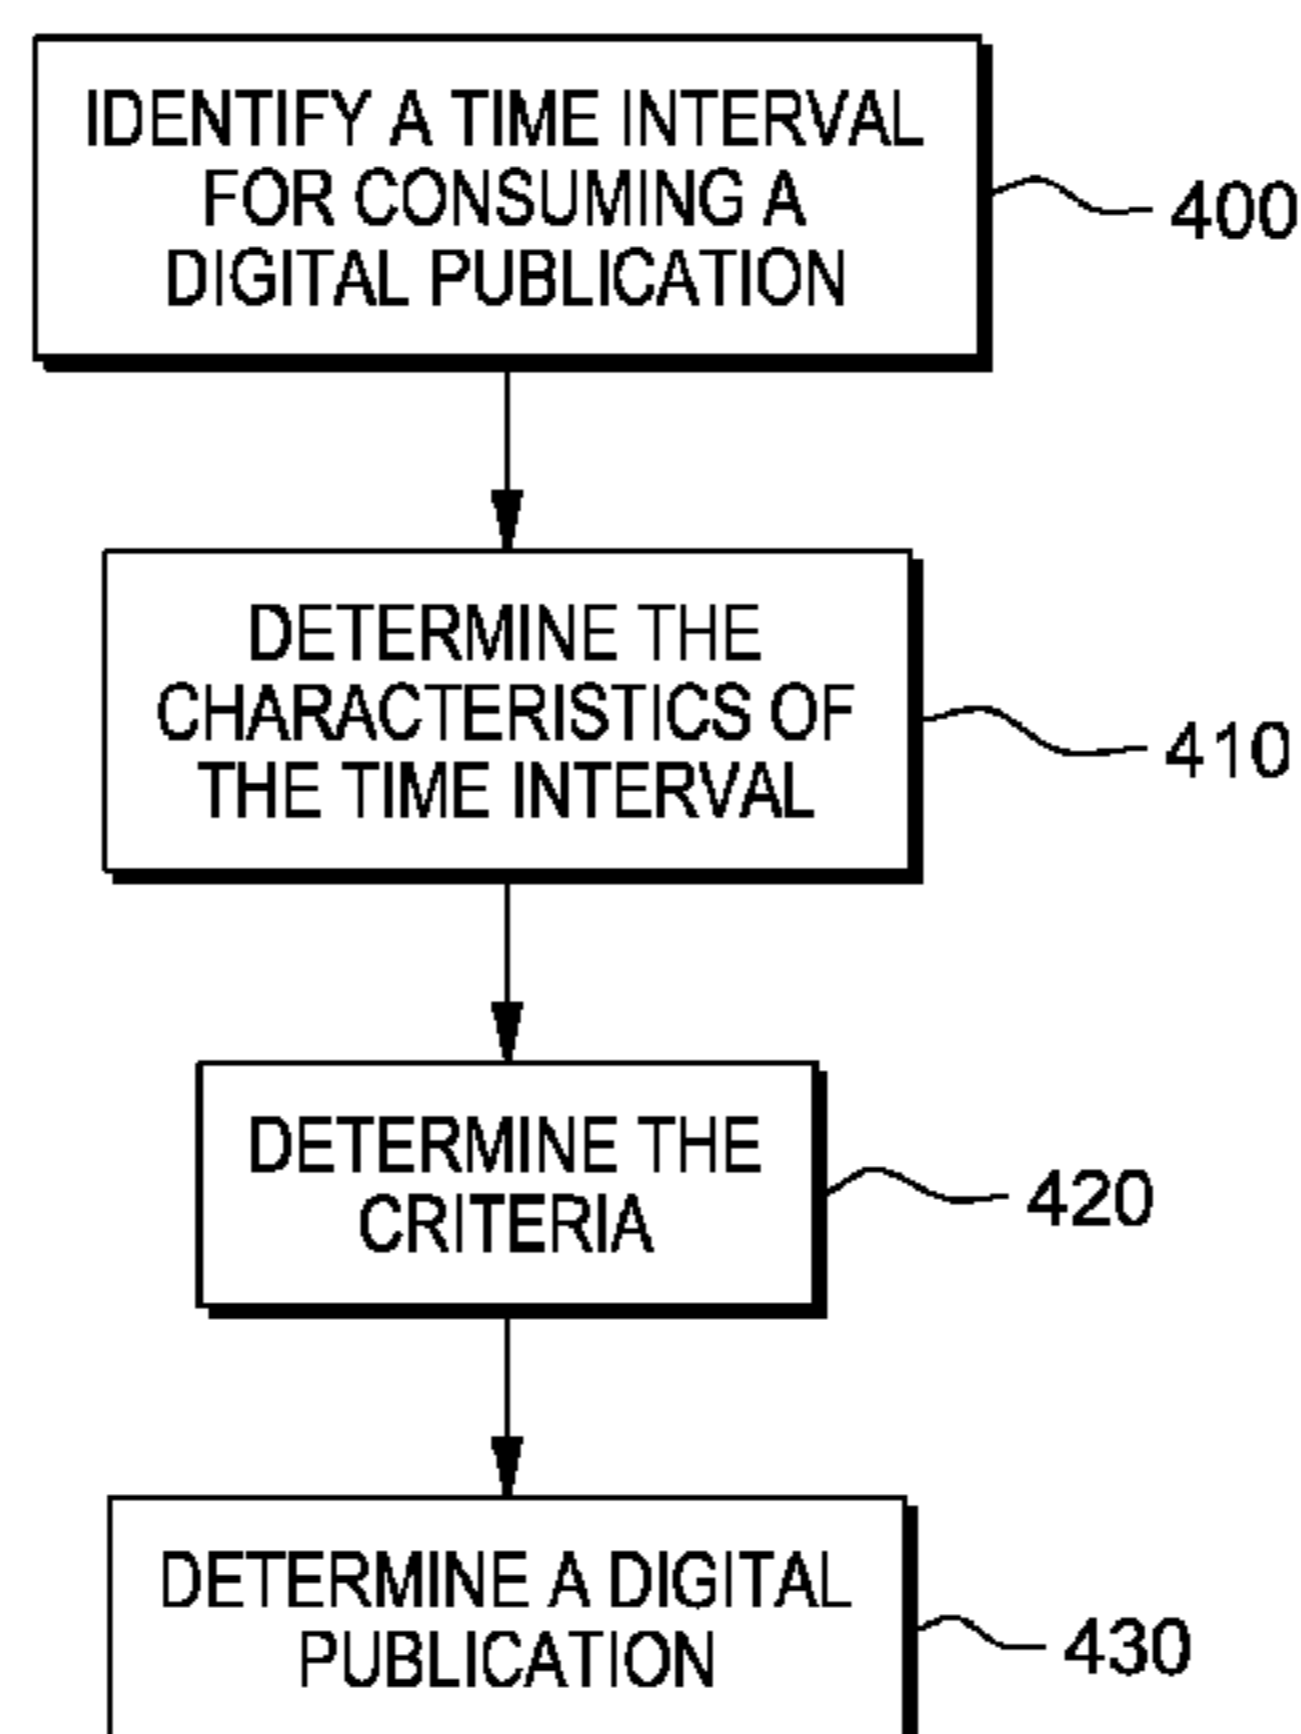 IDENTIFY A TIME INTERVAL
FOR CONSUMING A
DIGITAL PUBLICATION
400
DETERMINE THE
CHARACTERISTICS OF
THE TIME INTERVAL
410
DETERMINE THE
CRITERIA
420
DETERMINE A DIGITAL
PUBLICATION
430